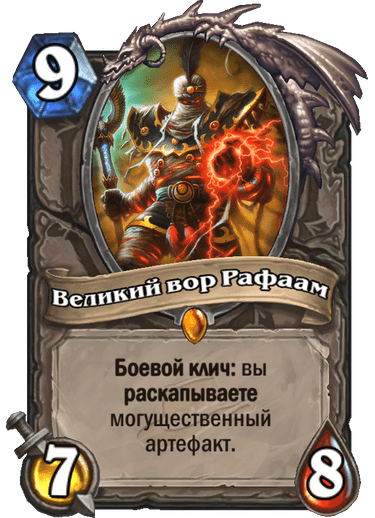 9
Великий вор Рафаам
Боевой клич: вы
раскапываете
могущественный
артефакт.
7
8